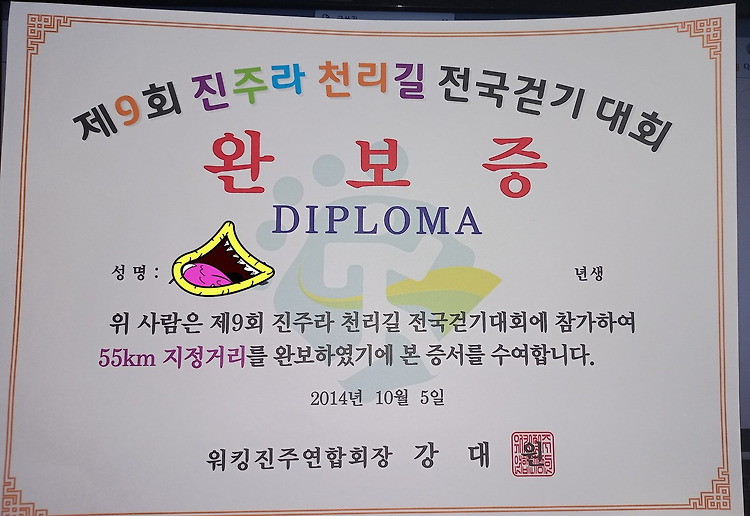 제9회 진주라 천리길 전국걷기 대회
완 보 증
DIPLOMA
성 명 : 년생
위 사람은 제9회 진주라 천리길 전국걷기대회에 참가하여
55km 지정거리를 완보하였기에 본 증서를 수여합니다.
2014년 10월 5일
워킹진주연합회장 강 대 원